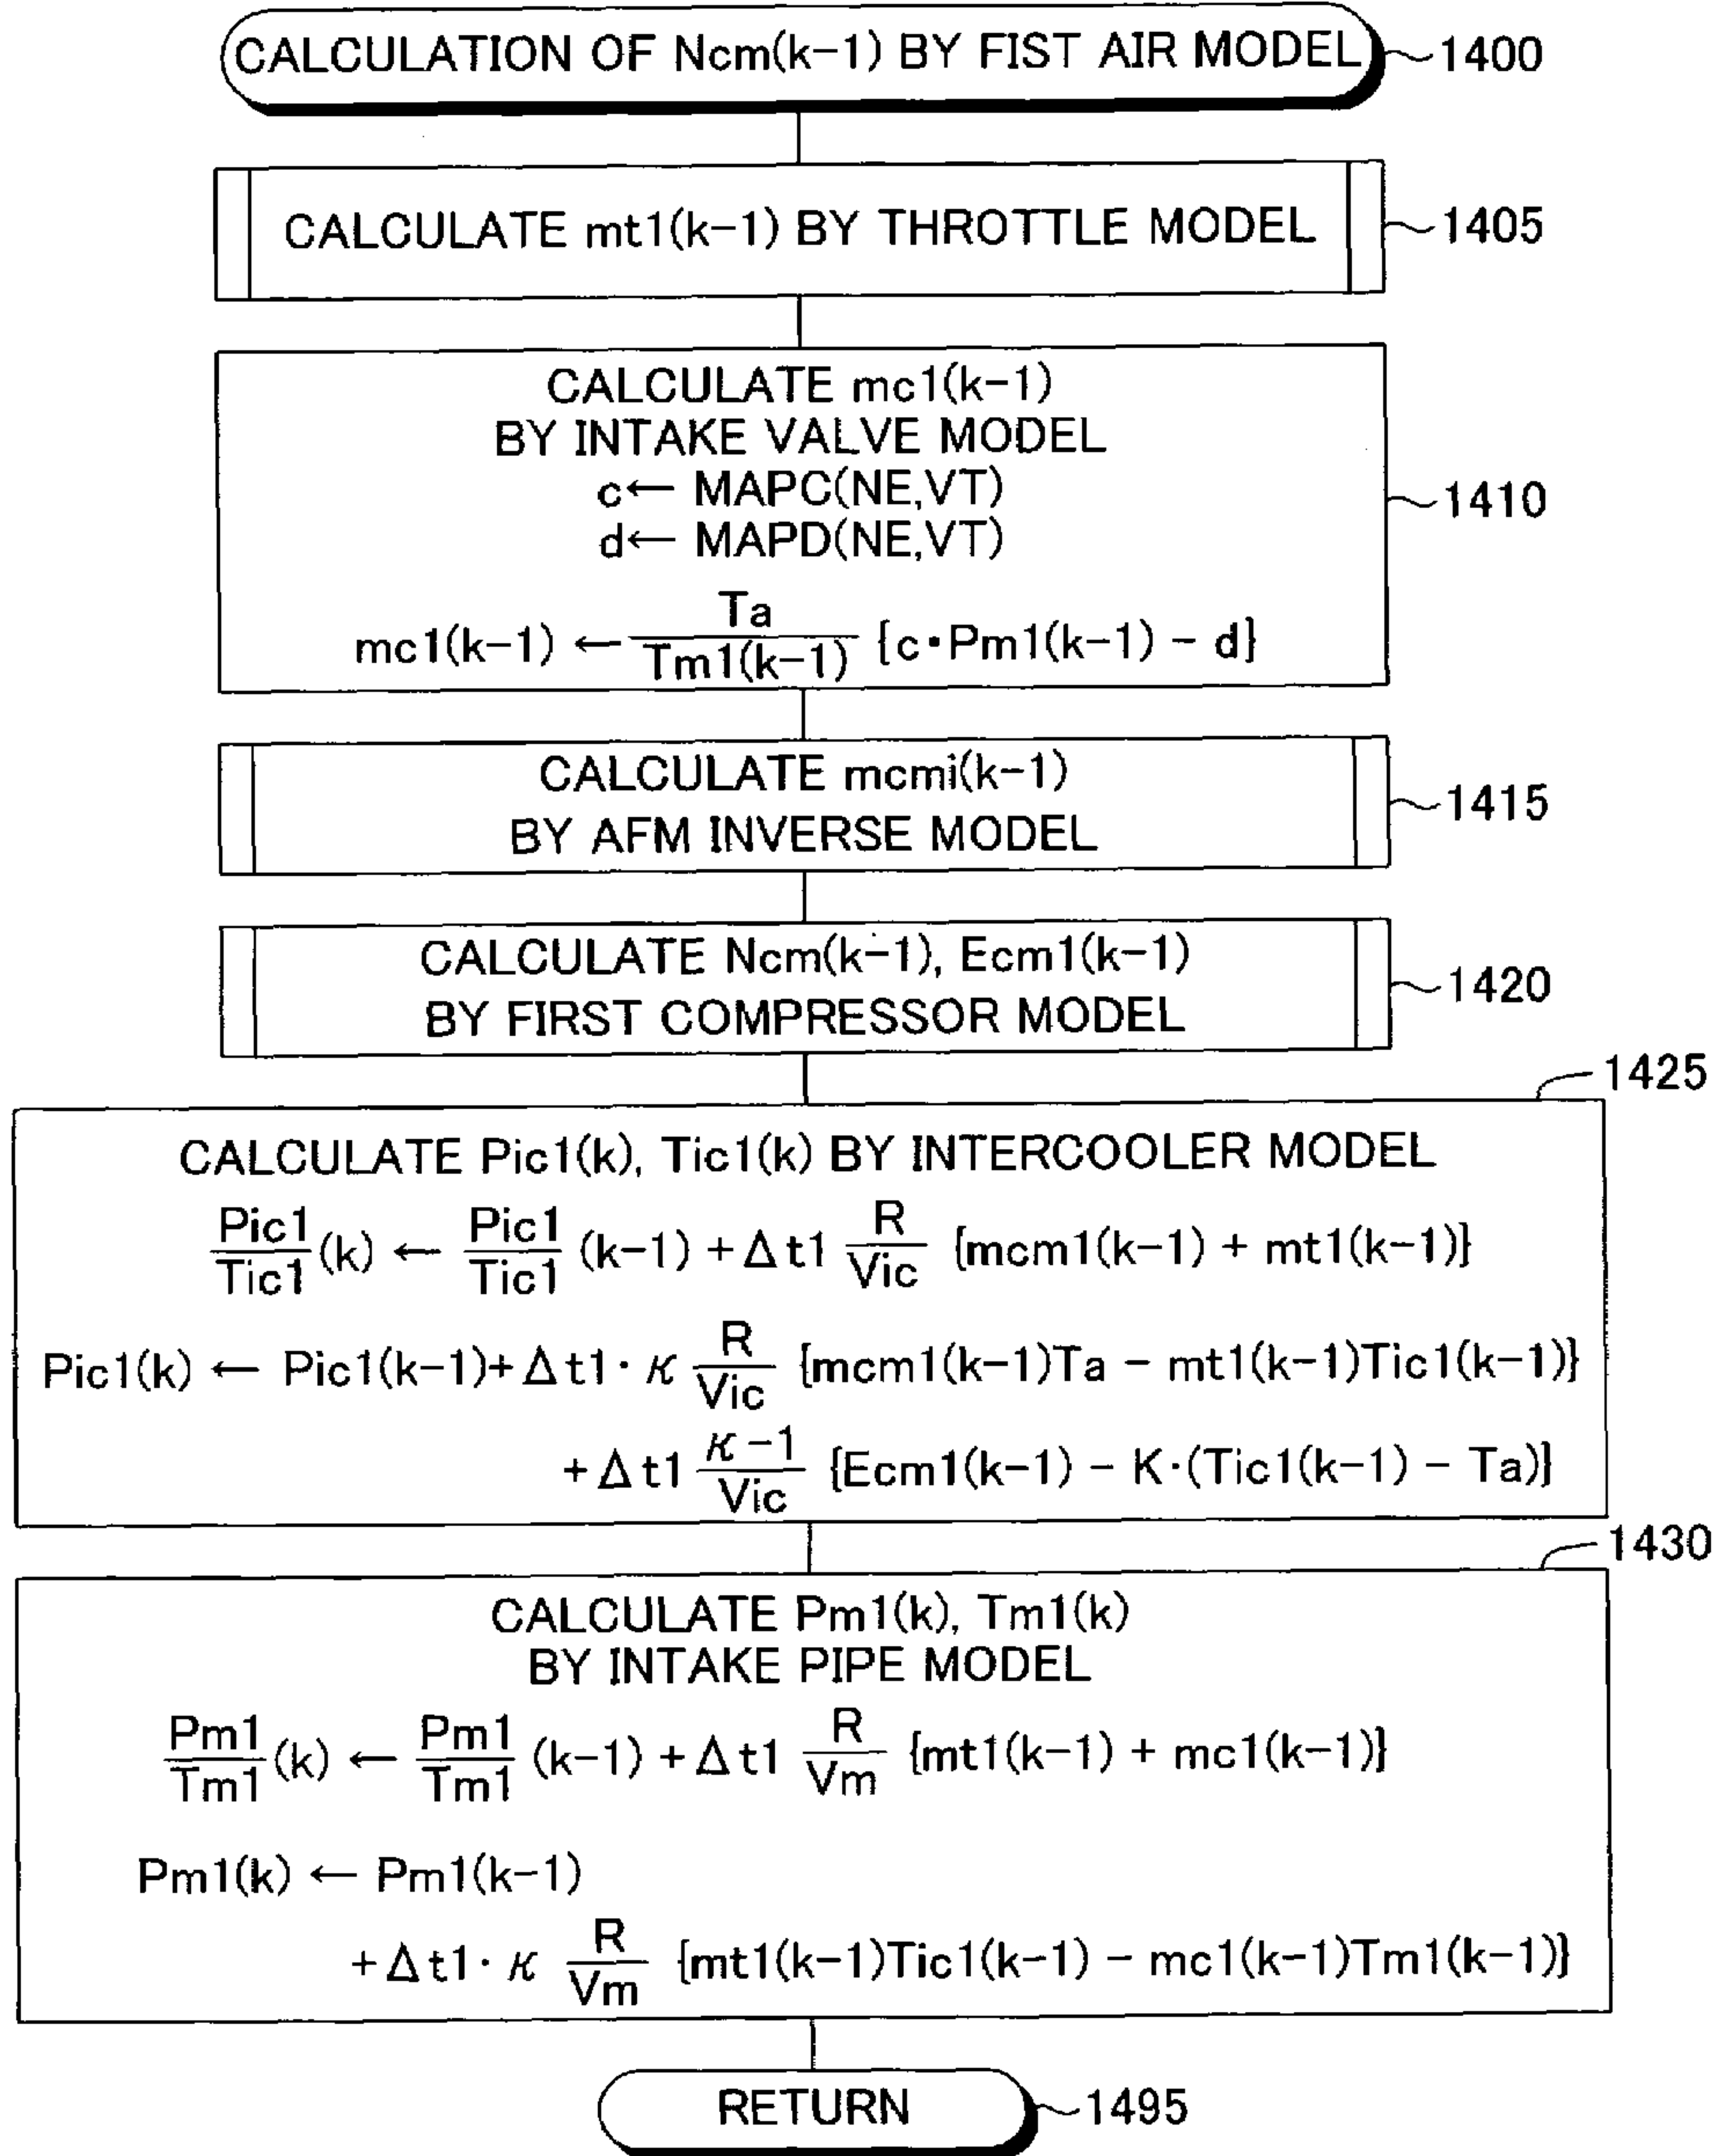 CALCULATION OF Ncm(k-1) BY FIST AIR MODEL 1400
CALCULATE mt1(k-1) BY THROTTLE MODEL 1405
CALCULATE mc1(k-1)
BY INTAKE VALVE MODEL
c← MAPC(NE,VT)
1410
d← MAPD(NE,VT)
mc1(k-1) ← Ta/Tm1(k-1) {c•Pm1(k-1) - d}
CALCULATE mcmi(k-1)
1415
BY AFM INVERSE MODEL
CALCULATE Ncm(k-1), Ecm1(k-1)
1420
BY FIRST COMPRESSOR MODEL
1425
CALCULATE Pic1(k), Tic1(k) BY INTERCOOLER MODEL
Pic1/Tic1 (k) ← Pic1/Tic1 (k-1) + Δt1 R/Vic {mcm1(k-1) + mt1(k-1)}
Pic1(k) ← Pic1(k-1)+Δt1· κ R/Vic {mcm1(k-1)Ta - mt1(k-1)Tic1(k-1)}
+Δt1 κ-1/Vic {Ecm1(k-1) - K·(Tic1(k-1) - Ta)}
1430
CALCULATE Pm1(k), Tm1(k)
BY INTAKE PIPE MODEL
Pm1/Tm1 (k) ← Pm1/Tm1 (k-1) + Δt1 R/Vm {mt1(k-1) + mc1(k-1)}
Pm1(k) ← Pm1(k-1)
+Δt1· κ R/Vm {mt1(k-1)Tic1(k-1) - mc1(k-1)Tm1(k-1)}
RETURN 1495